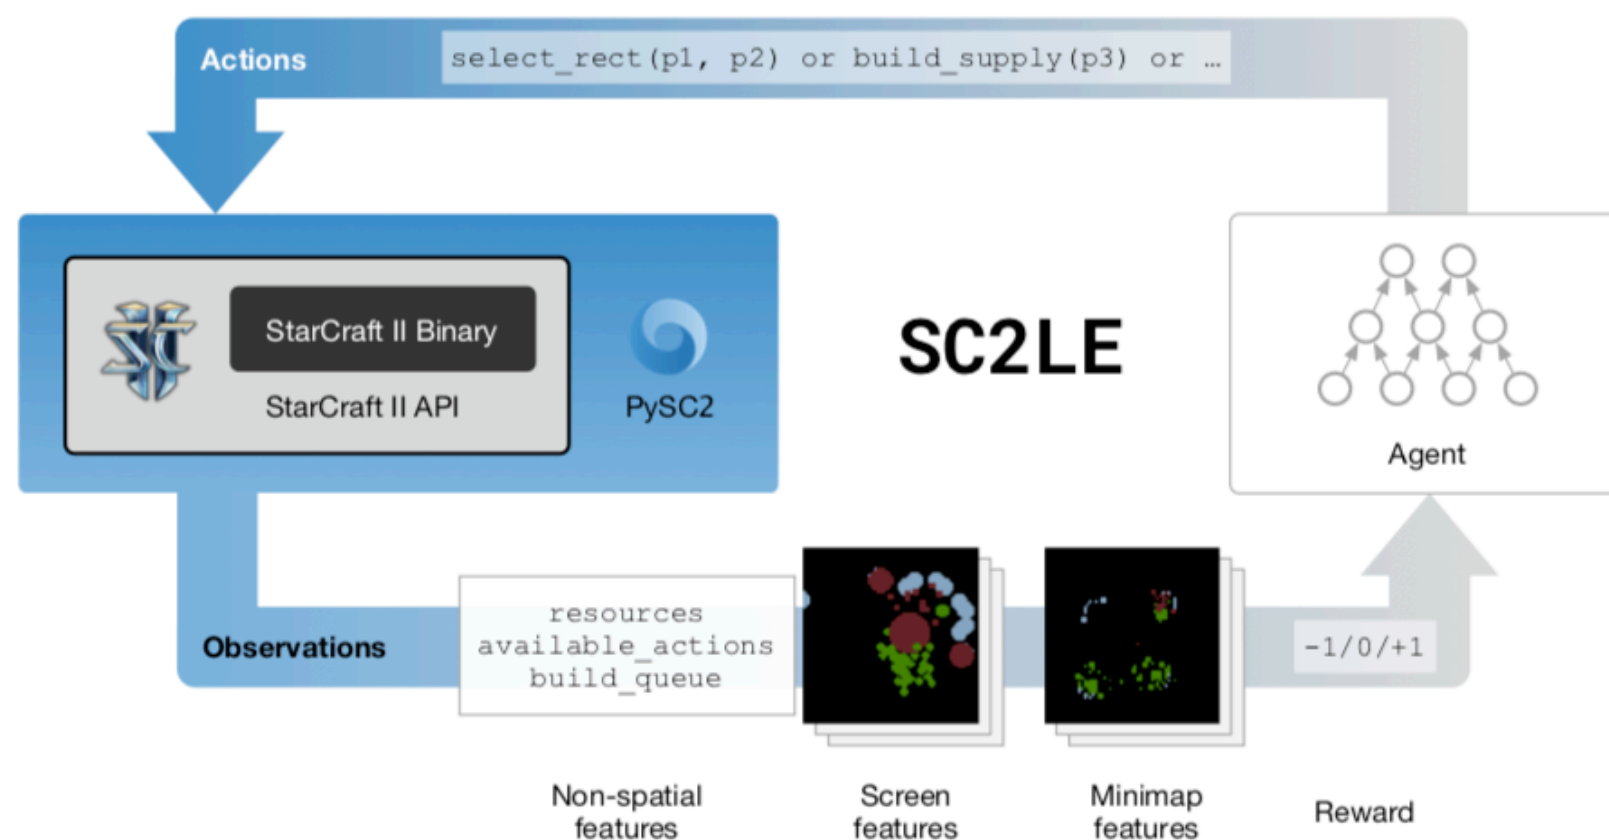 Actions
select_rect(p1, p2) or build_supply(p3) or …
SC
StarCraft II Binary
StarCraft II API
PySC2
SC2LE
Agent
Observations
resources
available_actions
build_queue
-1/0/+1
Non-spatial
features
Screen
features
Minimap
features
Reward